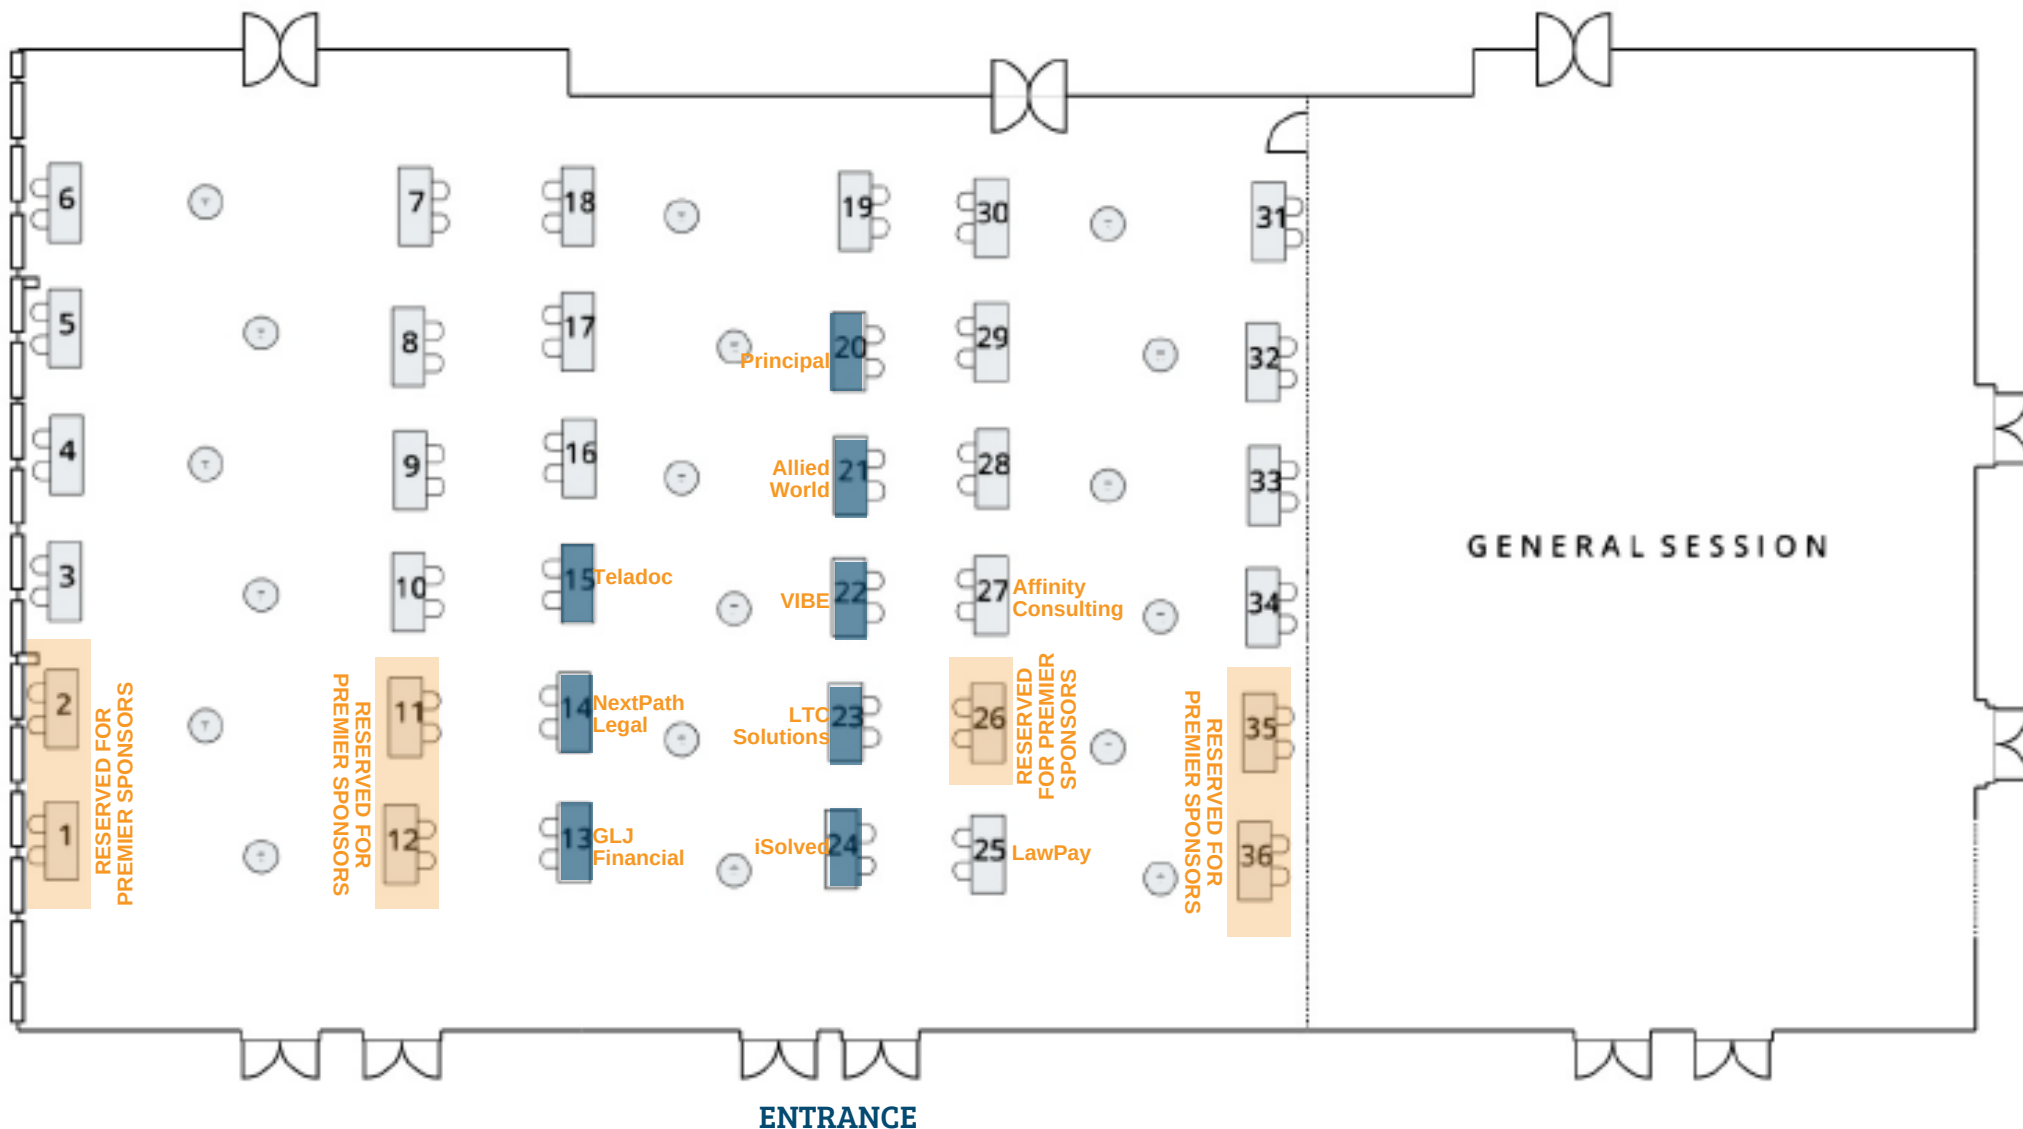 6
7
18
19
30
31
5
8
17
20
Principal
29
32
4
9
16
21
Allied
World
28
33
GENERAL SESSION
3
10
15
Teladoc
22
VIBE
27
Affinity
Consulting
34
2
RESERVED FOR
PREMIER SPONSORS
11
RESERVED FOR
PREMIER SPONSORS
14
NextPath
Legal
23
LTC
Solutions
26
RESERVED
FOR PREMIER
SPONSORS
35
RESERVED FOR
PREMIER SPONSORS
1
12
13
GLJ
Financial
24
iSolved
25
LawPay
36
ENTRANCE